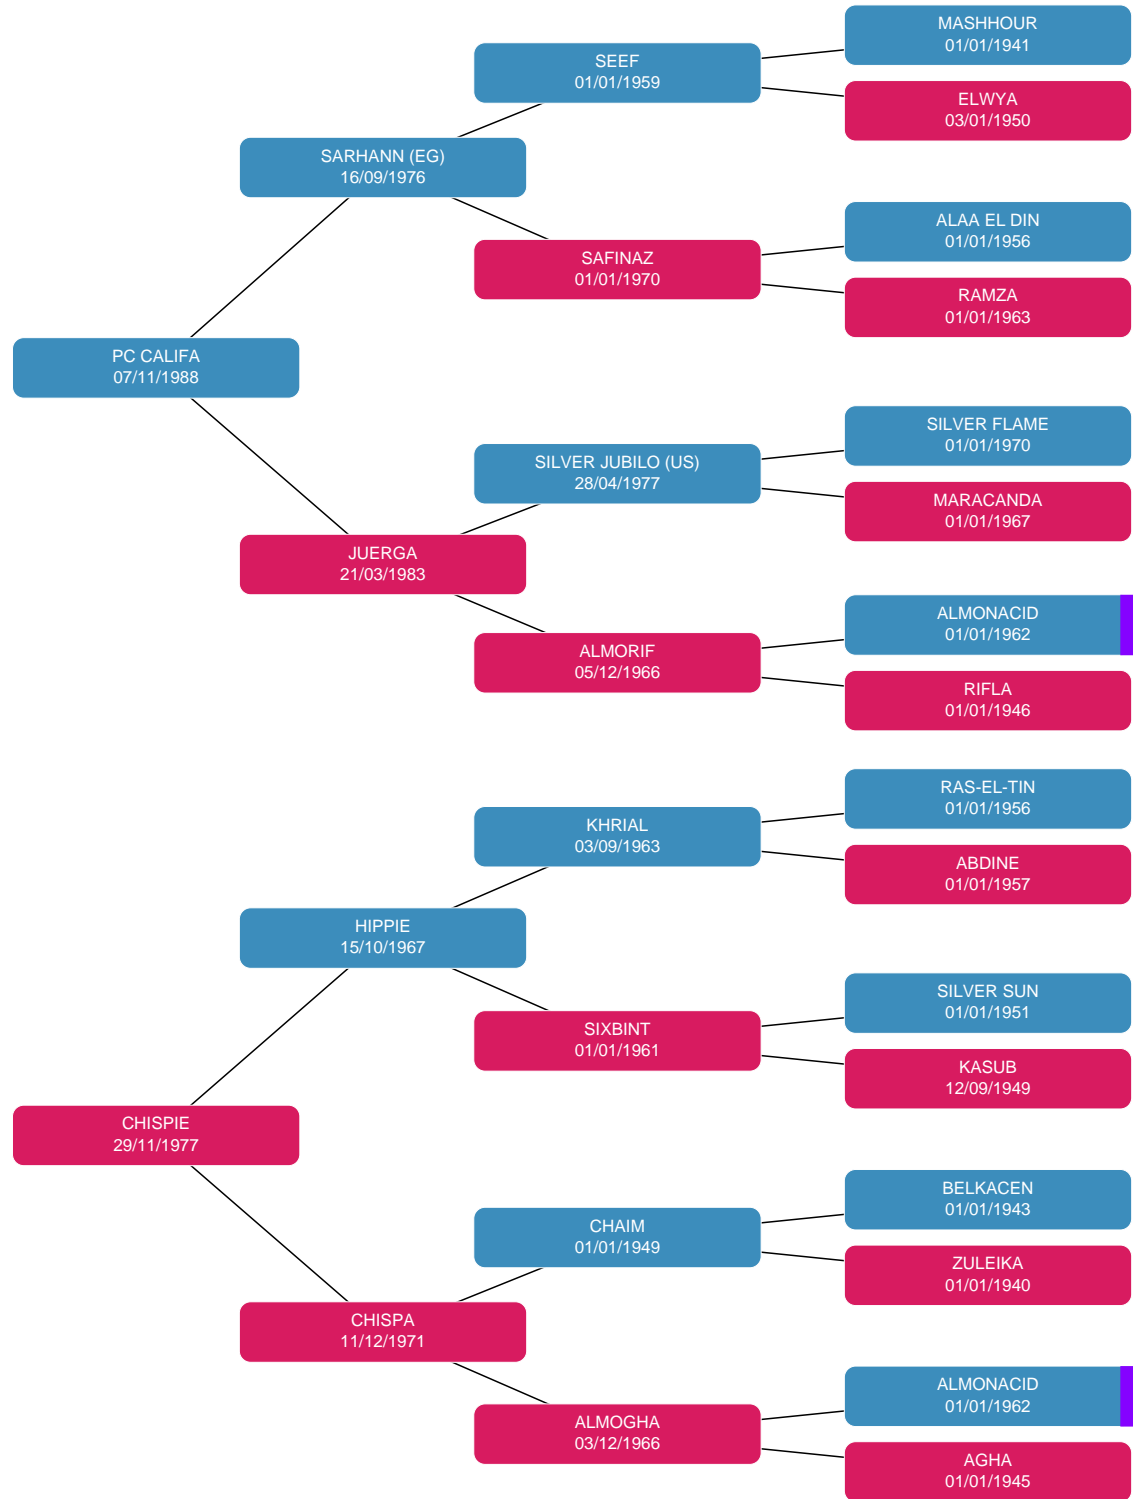 MASHHOUR
01/01/1941
SEEF
01/01/1959
ELWYA
03/01/1950
SARHANN (EG)
16/09/1976
ALAA EL DIN
01/01/1956
SAFINAZ
01/01/1970
RAMZA
01/01/1963
PC CALIFA
07/11/1988
SILVER FLAME
01/01/1970
SILVER JUBILO (US)
28/04/1977
MARACANDA
01/01/1967
JUERGA
21/03/1983
ALMONACID
01/01/1962
ALMORIF
05/12/1966
RIFLA
01/01/1946
RAS-EL-TIN
01/01/1956
KHRIAL
03/09/1963
ABDINE
01/01/1957
HIPPIE
15/10/1967
SILVER SUN
01/01/1951
SIXBINT
01/01/1961
KASUB
12/09/1949
CHISPIE
29/11/1977
BELKACEN
01/01/1943
CHAIM
01/01/1949
ZULEIKA
01/01/1940
CHISPA
11/12/1971
ALMONACID
01/01/1962
ALMOGHA
03/12/1966
AGHA
01/01/1945